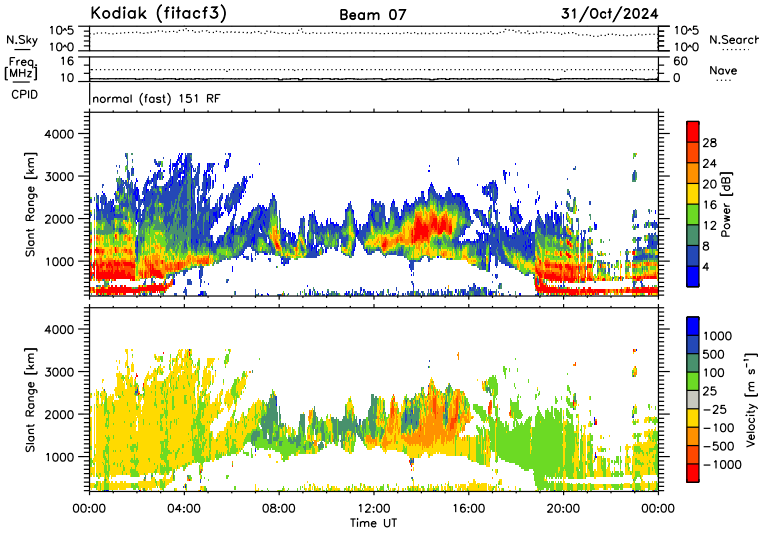 Kodiak (fitacf3) Beam 07 31/Oct/2024
N.Sky 10^5 10^0 10^5 10^0 N.Search
Freq. [MHz] 16 10 60 0 Nave
CPID normal (fast) 151 RF
Slant Range [km] 4000 3000 2000 1000
28 24 20 16 12 8 4 Power [dB]
Slant Range [km] 4000 3000 2000 1000
1000 500 100 25 -25 -100 -500 -1000 Velocity [m s⁻¹]
00:00 04:00 08:00 12:00 16:00 20:00 00:00
Time UT